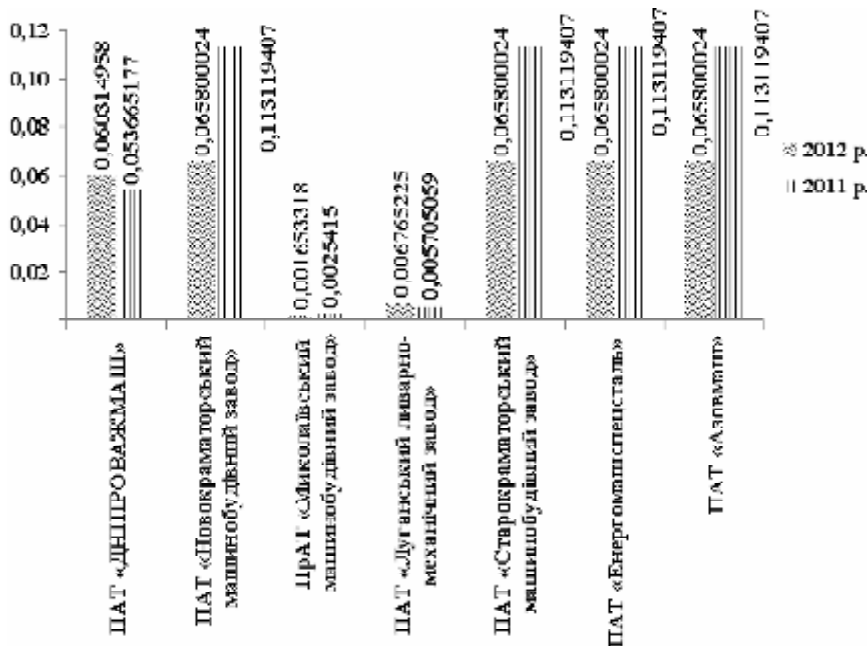 0,12
0,10
0,08
0,06
0,04
0,02
0,060314958
0,053665177
0,065800024
0,113119407
0,001653318
0,0025415
0,006765225
0,005705059
0,065800024
0,113119407
0,065800024
0,113119407
0,065800024
0,113119407
2012 р.
2011 р.
ПАТ «ДНІПРОВАЖМАШ»
ПАТ «Новокраматорський
машинобудівний завод»
ПрАТ «Миколаївський
машинобудівний завод»
ПАТ «Луганський ливарно-
механічний завод»
ПАТ «Старокраматорський
машинобудівний завод»
ПАТ «Енергомашспецсталь»
ПАТ «Азовмаш»